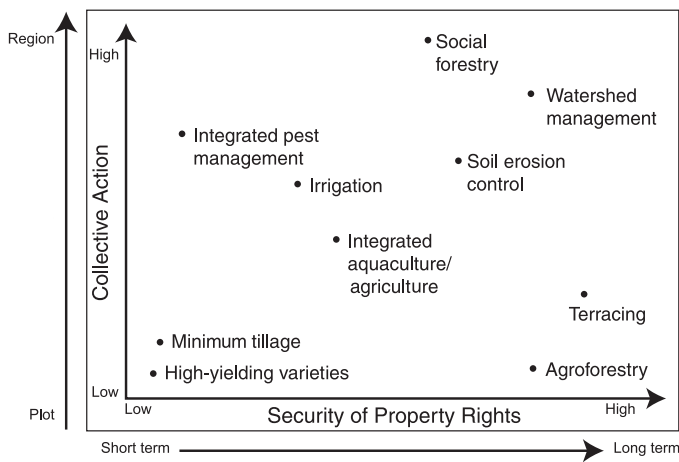 Region
High
Social
forestry
Watershed
management
Integrated pest
management
Soil erosion
control
Irrigation
Collective Action
Integrated
aquaculture/
agriculture
Terracing
Minimum tillage
High-yielding varieties
Agroforestry
Low
Plot
Low
Security of Property Rights
High
Short term
Long term